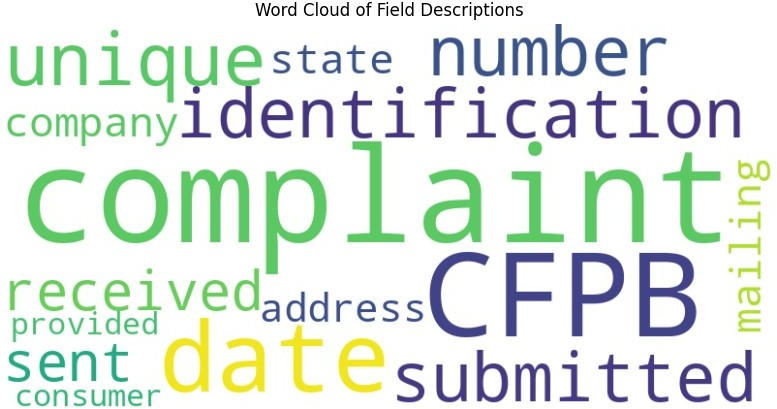 Word Cloud of Field Descriptions
unique state number
company identification
complaint
mailing
received address CFPB
provided
sent date submitted
consumer